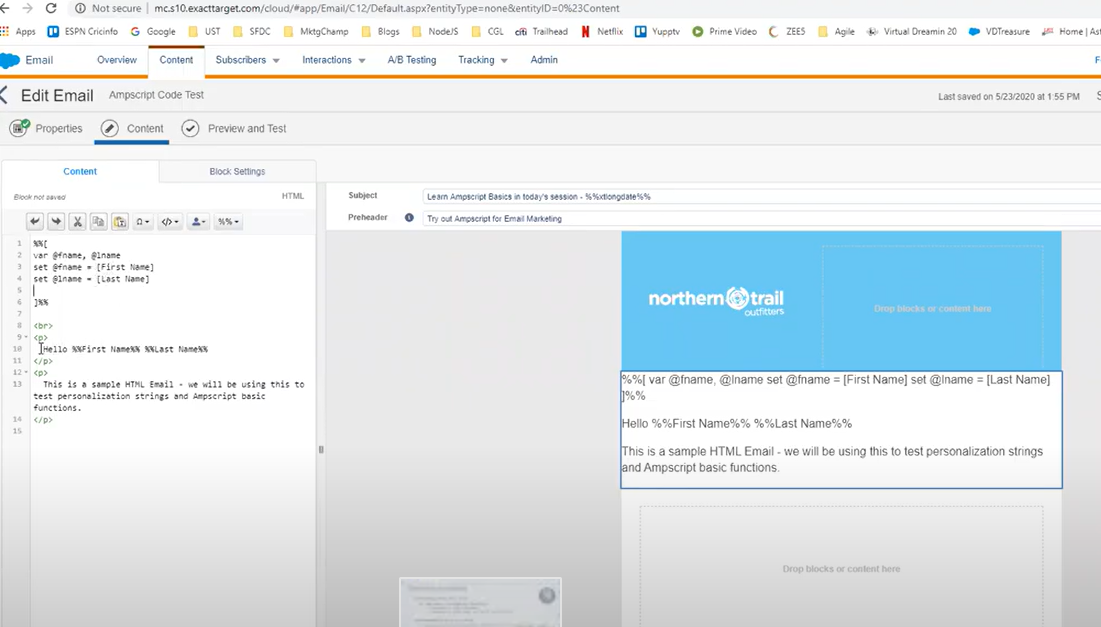 Not secure | mc.s10.exacttarget.com/cloud/#app/Email/C12/Default.aspx?entityType=none&entityID=0%23Content
Apps ESPN Cricinfo Google UST SFDC MktgChamp Blogs NodeJS CGL citi Trailhead Netflix Yupptv Prime Video ZEE5 Agile Virtual Dreamin 20 VDTreasure Home | Ast
Email Overview Content Subscribers Interactions A/B Testing Tracking Admin
Edit Email Ampscript Code Test Last saved on 5/23/2020 at 1:55 PM
Properties Content Preview and Test
Content Block Settings
Block not saved HTML
Subject Learn Ampscript Basics in today's session - %%xtlongdate%%
Preheader Try out Ampscript for Email Marketing
%%
1 %%[
2 var @fname, @lname
3 set @fname = [First Name]
4 set @lname = [Last Name]
5
6 ]%%
7
8 <br>
9 <p>
10 Hello %%First Name%% %%Last Name%%
11 </p>
12 <p>
13 This is a sample HTML Email - we will be using this to
test personalization strings and Ampscript basic
functions.
14 </p>
15
northern trail
outfitters
Drop blocks or content here
%%[ var @fname, @lname set @fname = [First Name] set @lname = [Last Name]
]%%
Hello %%First Name%% %%Last Name%%
This is a sample HTML Email - we will be using this to test personalization strings
and Ampscript basic functions.
Drop blocks or content here